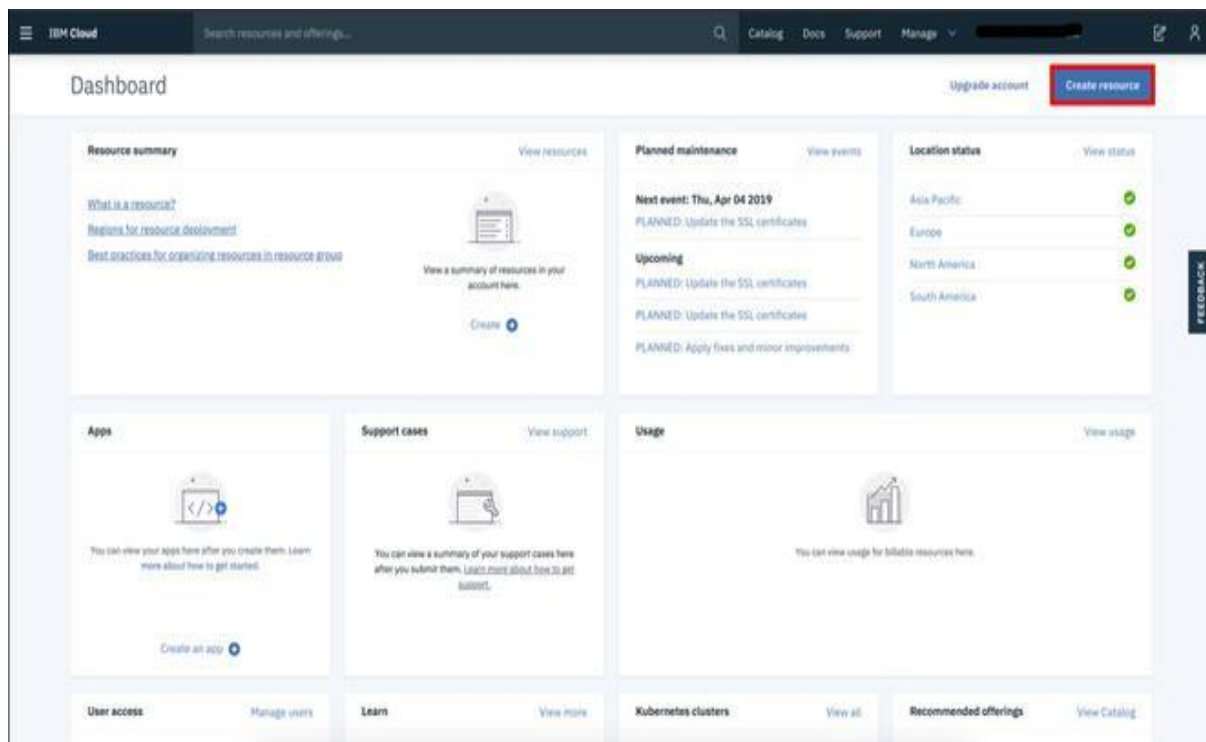 IBM Cloud
Search resources and offerings...
Catalog Docs Support Manage
Dashboard
Upgrade account
Create resource
Resource summary
View resources
What is a resource?
Regions for resource deployment
Best practices for organizing resources in resource group
View a summary of resources in your
account here.
Create
Planned maintenance
View events
Next event: Thu, Apr 04 2019
PLANNED: Update the SSL certificates
Upcoming
PLANNED: Update the SSL certificates
PLANNED: Update the SSL certificates
PLANNED: Apply fixes and minor improvements
Location status
View status
Asia Pacific
Europe
North America
South America
FEEDBACK
Apps
You can view your apps here after you create them. Learn
more about how to get started.
Create an app
Support cases
View support
You can view a summary of your support cases here
after you submit them. Learn more about how to get
support.
Usage
View usage
You can view usage for billable resources here.
User access
Manage users
Learn
View more
Kubernetes clusters
View all
Recommended offerings
View Catalog